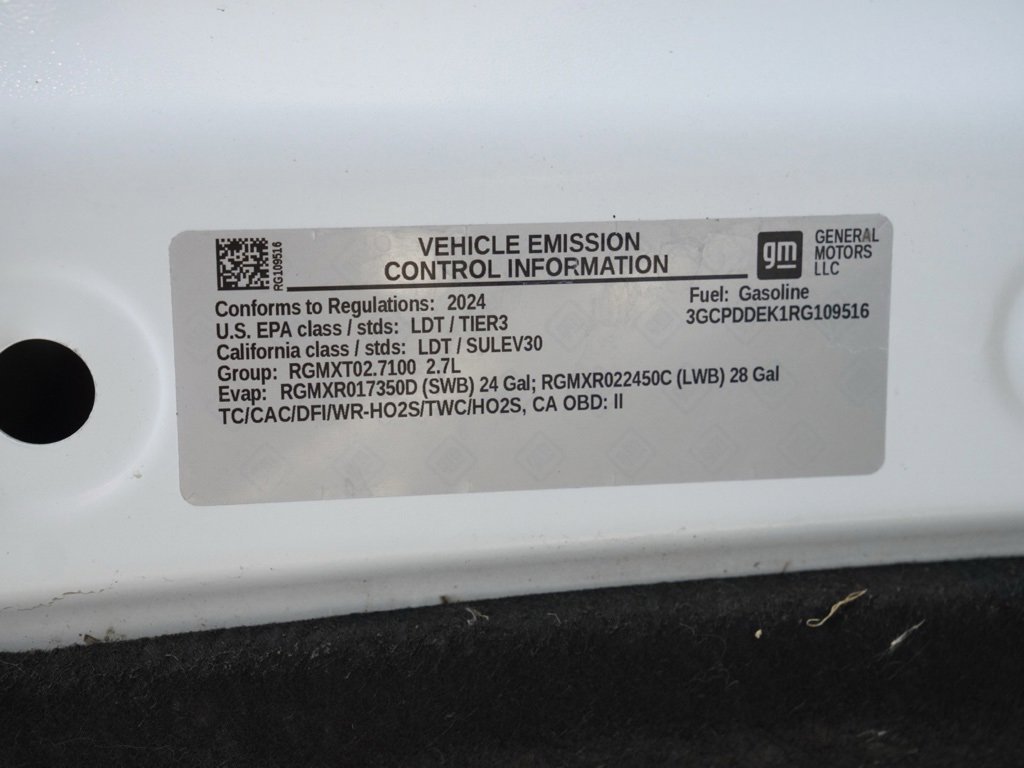 RG109516
VEHICLE EMISSION
CONTROL INFORMATION
gm
GENERAL
MOTORS
LLC
Conforms to Regulations: 2024
Fuel: Gasoline
U.S. EPA class / stds: LDT / TIER3
3GCPDDEK1RG109516
California class / stds: LDT / SULEV30
Group: RGMXT02.7100 2.7L
Evap: RGMXR017350D (SWB) 24 Gal; RGMXR022450C (LWB) 28 Gal
TC/CAC/DFI/WR-HO2S/TWC/HO2S, CA OBD: II